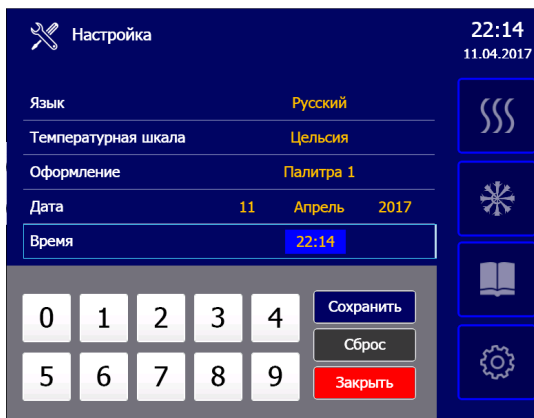 Настройка
22:14
11.04.2017
Язык Русский
Температурная шкала Цельсия
Оформление Палитра 1
Дата 11 Апрель 2017
Время 22:14
0 1 2 3 4 Сохранить
Сброс
5 6 7 8 9 Закрыть